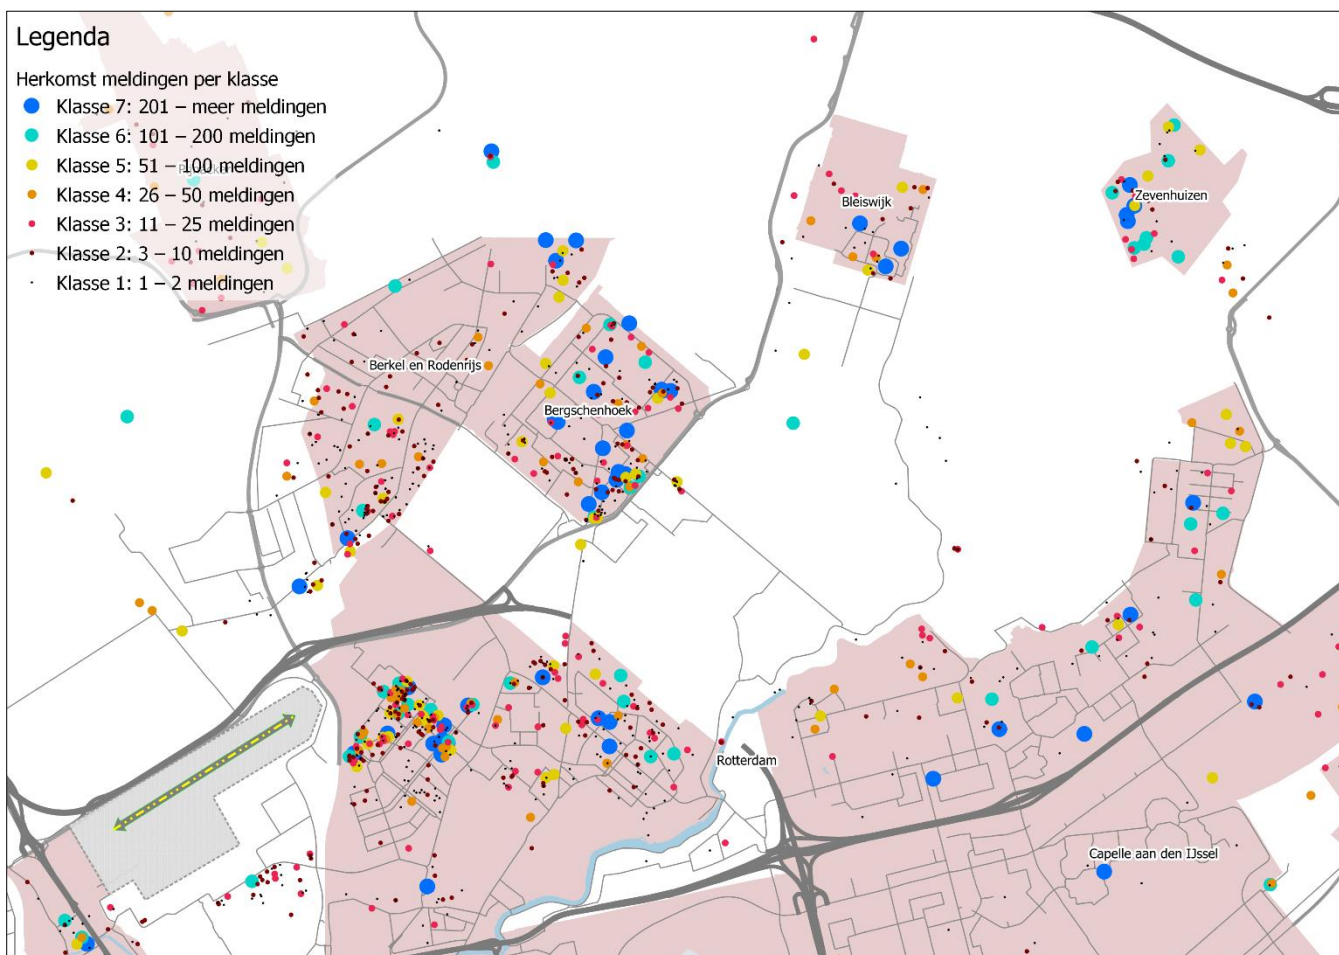 Legenda
Herkomst meldingen per klasse
Klasse 7: 201 – meer meldingen
Klasse 6: 101 – 200 meldingen
Klasse 5: 51 – 100 meldingen
Klasse 4: 26 – 50 meldingen
Klasse 3: 11 – 25 meldingen
Klasse 2: 3 – 10 meldingen
Klasse 1: 1 – 2 meldingen
Bleiswijk
Zevenhuizen
Berkel en Rodenrijs
Bergschenhoek
Rotterdam
Capelle aan den IJssel